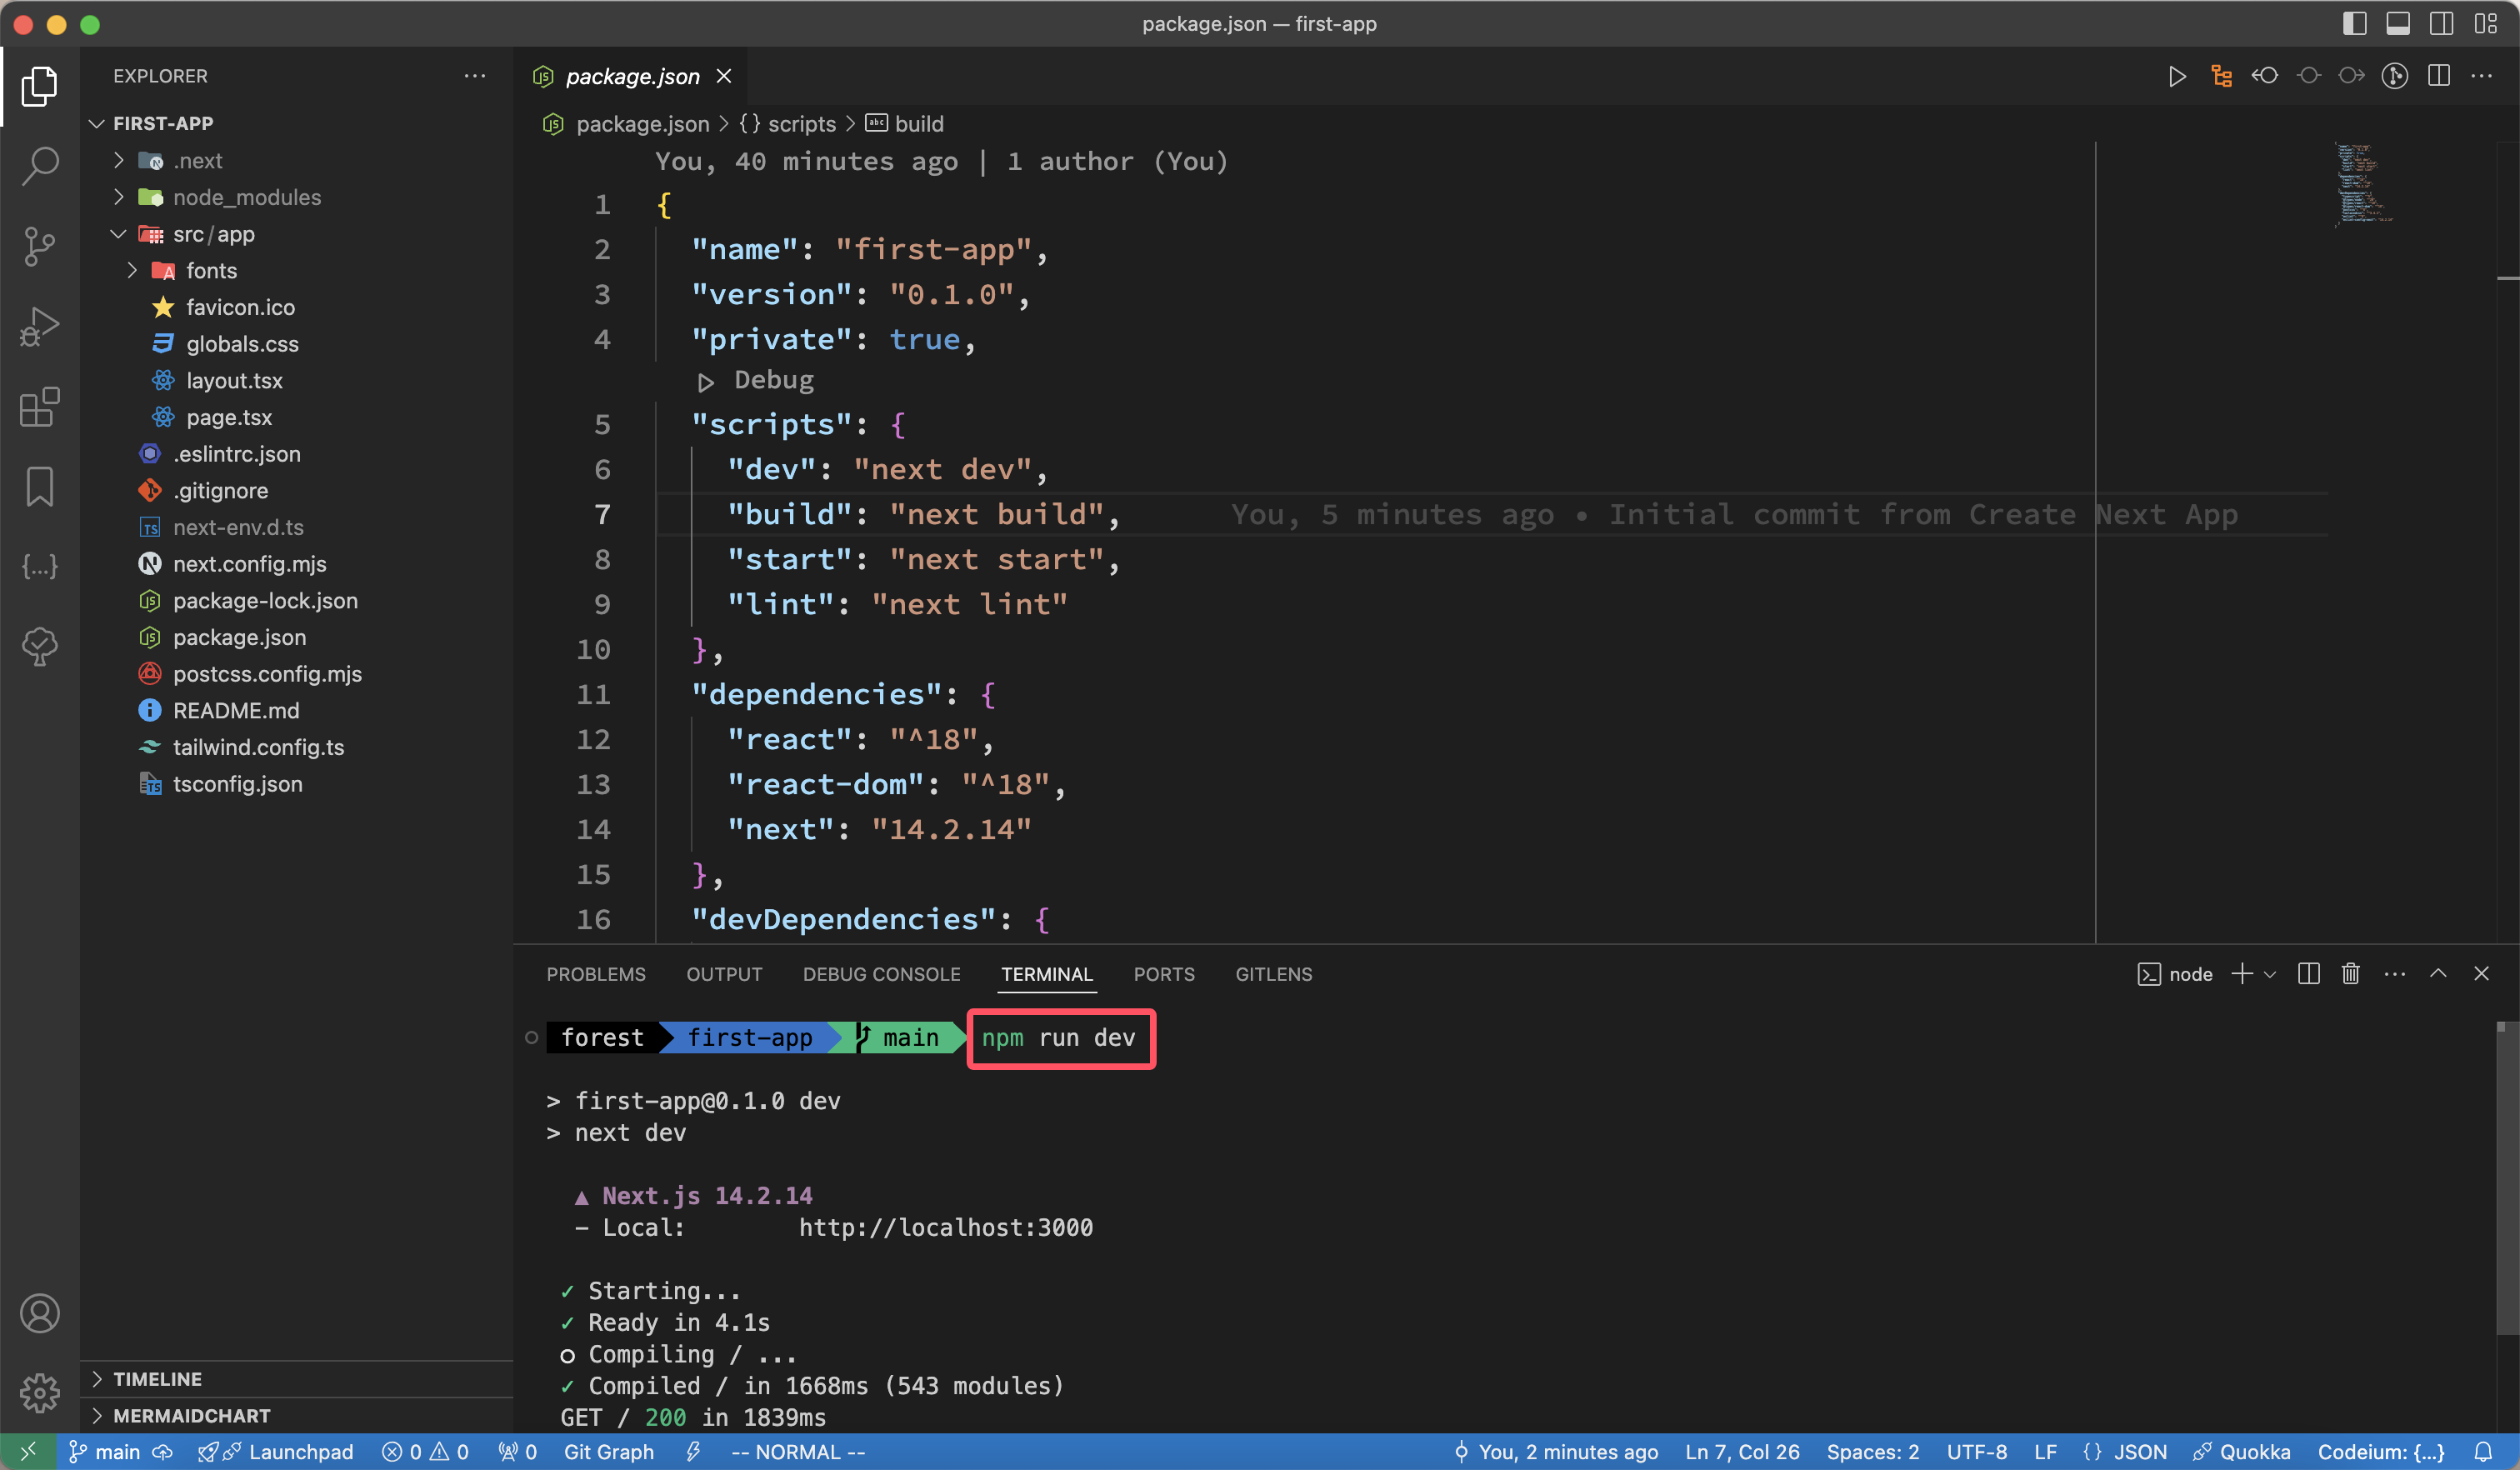 package.json — first-app
EXPLORER
FIRST-APP
.next
node_modules
src/app
fonts
favicon.ico
globals.css
layout.tsx
page.tsx
.eslintrc.json
.gitignore
next-env.d.ts
next.config.mjs
package-lock.json
package.json
postcss.config.mjs
README.md
tailwind.config.ts
tsconfig.json
TIMELINE
MERMAIDCHART
package.json
package.json > {} scripts > build
You, 40 minutes ago | 1 author (You)
1 {
2 "name": "first-app",
3 "version": "0.1.0",
4 "private": true,
Debug
5 "scripts": {
6 "dev": "next dev",
7 "build": "next build", You, 5 minutes ago • Initial commit from Create Next App
8 "start": "next start",
9 "lint": "next lint"
10 },
11 "dependencies": {
12 "react": "^18",
13 "react-dom": "^18",
14 "next": "14.2.14"
15 },
16 "devDependencies": {
PROBLEMS OUTPUT DEBUG CONSOLE TERMINAL PORTS GITLENS node
forest first-app main npm run dev
> first-app@0.1.0 dev
> next dev
▲ Next.js 14.2.14
- Local: http://localhost:3000
✓ Starting...
✓ Ready in 4.1s
○ Compiling / ...
✓ Compiled / in 1668ms (543 modules)
GET / 200 in 1839ms
main Launchpad 0 0 0 Git Graph -- NORMAL -- You, 2 minutes ago Ln 7, Col 26 Spaces: 2 UTF-8 LF {} JSON Quokka Codeium: {...}